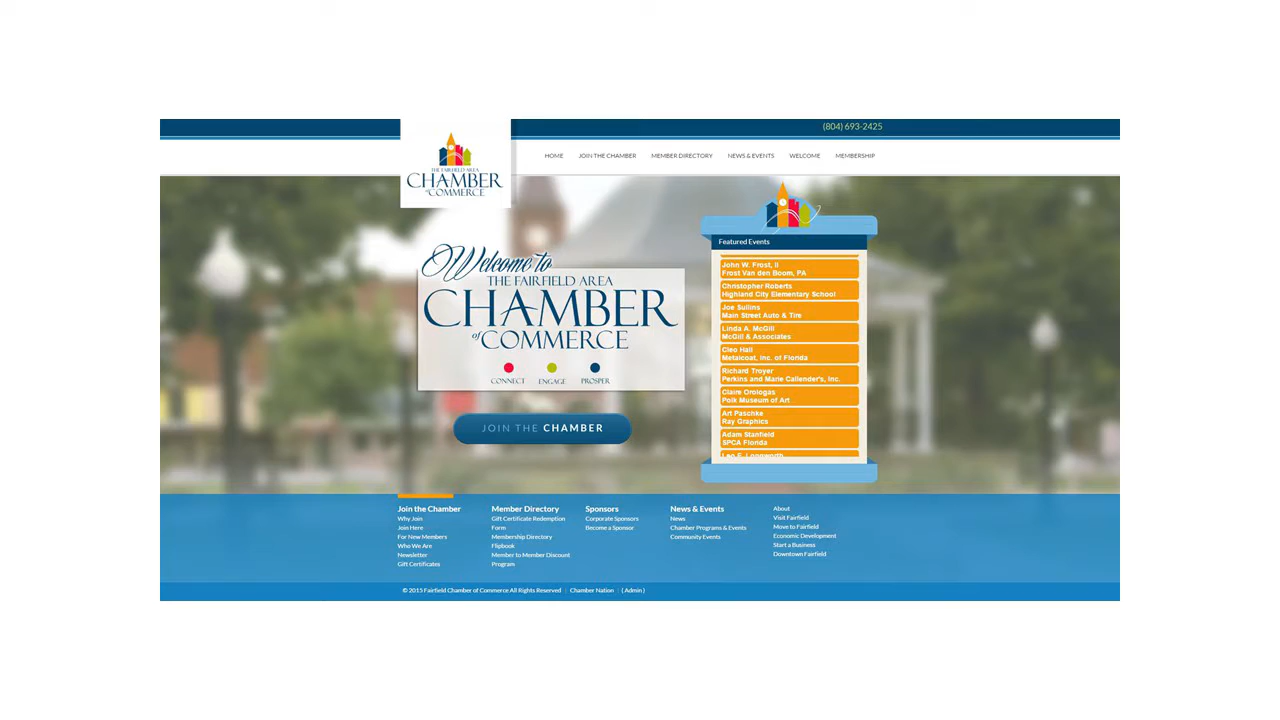 (804) 693-2425
THE FAIRFIELD AREA
CHAMBER
of COMMERCE
HOME JOIN THE CHAMBER MEMBER DIRECTORY NEWS & EVENTS WELCOME MEMBERSHIP
Welcome to
THE FAIRFIELD AREA
CHAMBER
of COMMERCE
CONNECT ENGAGE PROSPER
JOIN THE CHAMBER
Featured Events
John W. Frost, II
Frost Van den Boom, PA
Christopher Roberts
Highland City Elementary School
Joe Sullins
Main Street Auto & Tire
Linda A. McGill
McGill & Associates
Cleo Hall
Metalcoat, Inc. of Florida
Richard Troyer
Perkins and Marie Callender's, Inc.
Claire Orologas
Polk Museum of Art
Art Paschke
Ray Graphics
Adam Stanfield
SPCA Florida
Leo E. Longworth
Join the Chamber
Why Join
Join Here
For New Members
Who We Are
Newsletter
Gift Certificates
Member Directory
Gift Certificate Redemption
Form
Membership Directory
Flipbook
Member to Member Discount
Program
Sponsors
Corporate Sponsors
Become a Sponsor
News & Events
News
Chamber Programs & Events
Community Events
About
Visit Fairfield
Move to Fairfield
Economic Development
Start a Business
Downtown Fairfield
© 2015 Fairfield Chamber of Commerce All Rights Reserved | Chamber Nation | ( Admin )